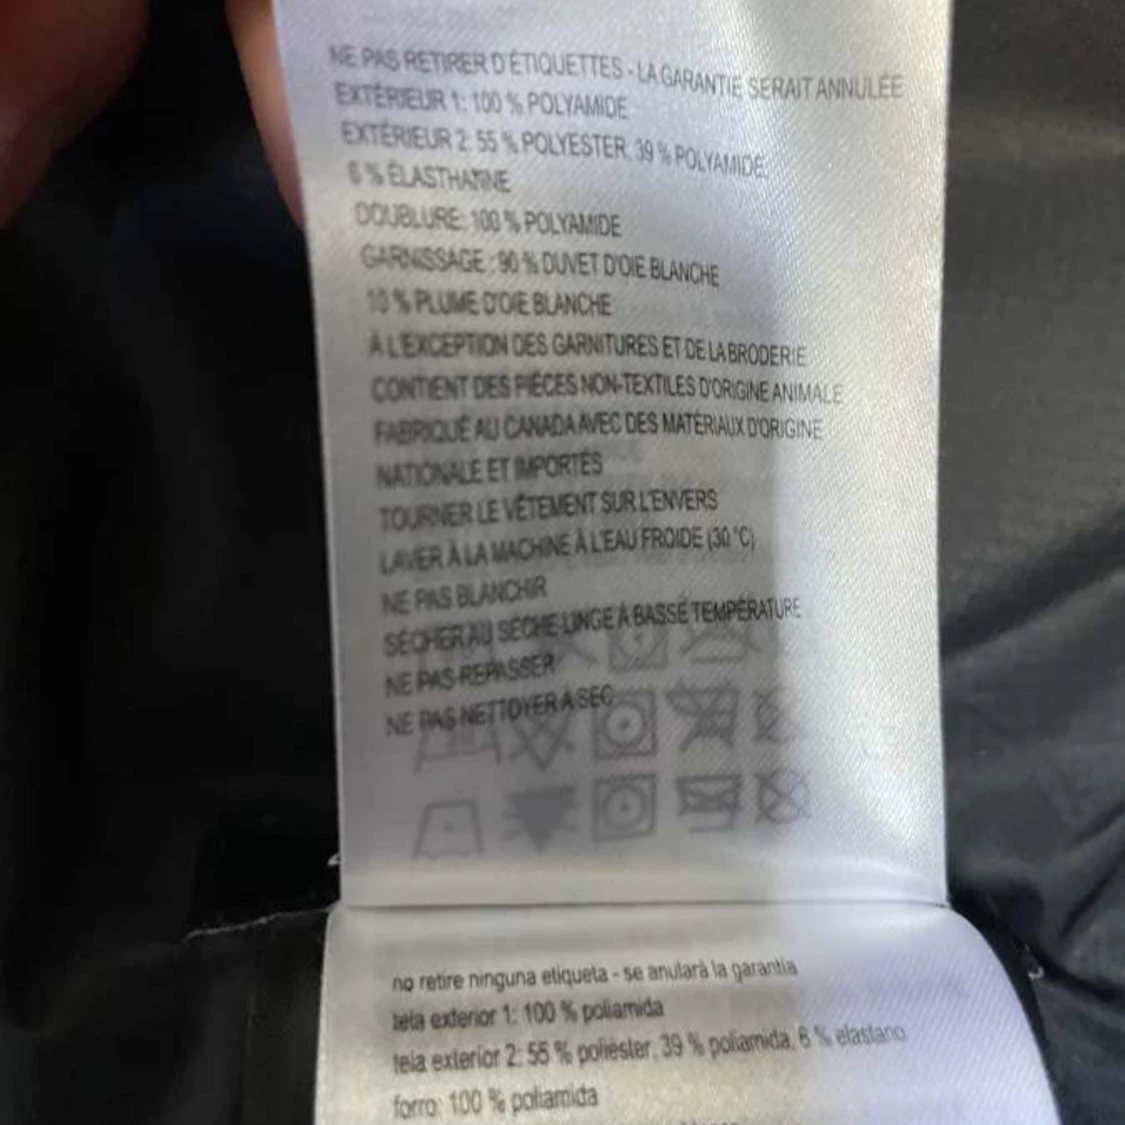 NE PAS RETIRER D'ÉTIQUETTES - LA GARANTIE SERAIT ANNULÉE
EXTÉRIEUR 1: 100 % POLYAMIDE
EXTÉRIEUR 2: 55 % POLYESTER, 39 % POLYAMIDE,
6 % ÉLASTHANNE
DOUBLURE: 100 % POLYAMIDE
GARNISSAGE : 90 % DUVET D'OIE BLANCHE
10 % PLUME D'OIE BLANCHE
À L'EXCEPTION DES GARNITURES ET DE LA BRODERIE
CONTIENT DES PIÈCES NON-TEXTILES D'ORIGINE ANIMALE
FABRIQUÉ AU CANADA AVEC DES MATÉRIAUX D'ORIGINE
NATIONALE ET IMPORTÉS
TOURNER LE VÊTEMENT SUR L'ENVERS
LAVER À LA MACHINE À L'EAU FROIDE (30 °C)
NE PAS BLANCHIR
SÉCHER AU SÈCHE-LINGE À BASSE TEMPÉRATURE
NE PAS REPASSER
NE PAS NETTOYER À SEC
no retire ninguna etiqueta - se anulará la garantía
tela exterior 1: 100 % poliamida
tela exterior 2: 55 % poliéster, 39 % poliamida, 6 % elastano
forro: 100 % poliamida